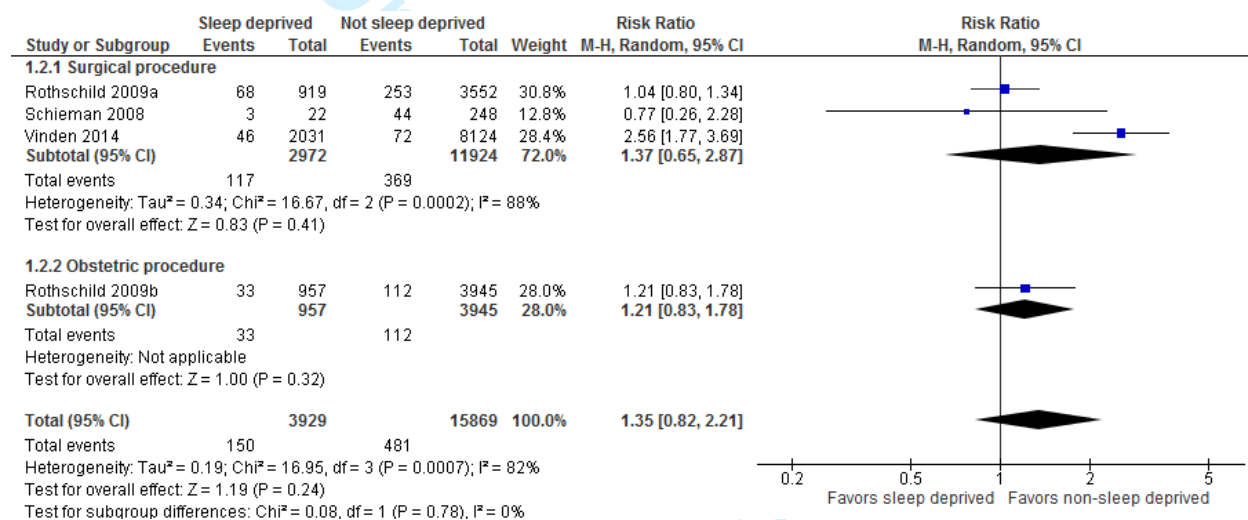 Sleep deprived Not sleep deprived Risk Ratio Risk Ratio
Study or Subgroup Events Total Events Total Weight M-H, Random, 95% CI M-H, Random, 95% CI
1.2.1 Surgical procedure
Rothschild 2009a 68 919 253 3552 30.8% 1.04 [0.80, 1.34]
Schieman 2008 3 22 44 248 12.8% 0.77 [0.26, 2.28]
Vinden 2014 46 2031 72 8124 28.4% 2.56 [1.77, 3.69]
Subtotal (95% CI) 2972 11924 72.0% 1.37 [0.65, 2.87]
Total events 117 369
Heterogeneity: Tau² = 0.34; Chi² = 16.67, df = 2 (P = 0.0002); I² = 88%
Test for overall effect: Z = 0.83 (P = 0.41)
1.2.2 Obstetric procedure
Rothschild 2009b 33 957 112 3945 28.0% 1.21 [0.83, 1.78]
Subtotal (95% CI) 957 3945 28.0% 1.21 [0.83, 1.78]
Total events 33 112
Heterogeneity: Not applicable
Test for overall effect: Z = 1.00 (P = 0.32)
Total (95% CI) 3929 15869 100.0% 1.35 [0.82, 2.21]
Total events 150 481
Heterogeneity: Tau² = 0.19; Chi² = 16.95, df = 3 (P = 0.0007); I² = 82%
Test for overall effect: Z = 1.19 (P = 0.24)
Test for subgroup differences: Chi² = 0.08, df = 1 (P = 0.78), I² = 0%
0.2 0.5 1 2 5
Favors sleep deprived Favors non-sleep deprived